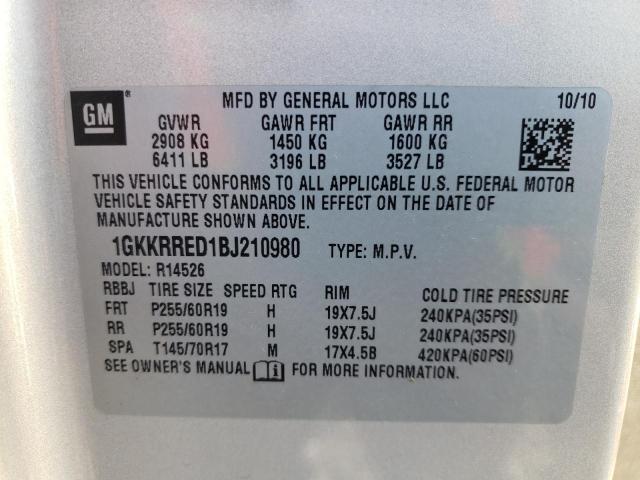 GM® MFD BY GENERAL MOTORS LLC 10/10
GVWR GAWR FRT GAWR RR
2908 KG 1450 KG 1600 KG
6411 LB 3196 LB 3527 LB
THIS VEHICLE CONFORMS TO ALL APPLICABLE U.S. FEDERAL MOTOR
VEHICLE SAFETY STANDARDS IN EFFECT ON THE DATE OF
MANUFACTURE SHOWN ABOVE.
1GKKRRED1BJ210980 TYPE: M.P.V.
MODEL: R14526
RBBJ TIRE SIZE SPEED RTG RIM COLD TIRE PRESSURE
FRT P255/60R19 H 19X7.5J 240KPA(35PSI)
RR P255/60R19 H 19X7.5J 240KPA(35PSI)
SPA T145/70R17 M 17X4.5B 420KPA(60PSI)
SEE OWNER'S MANUAL FOR MORE INFORMATION.